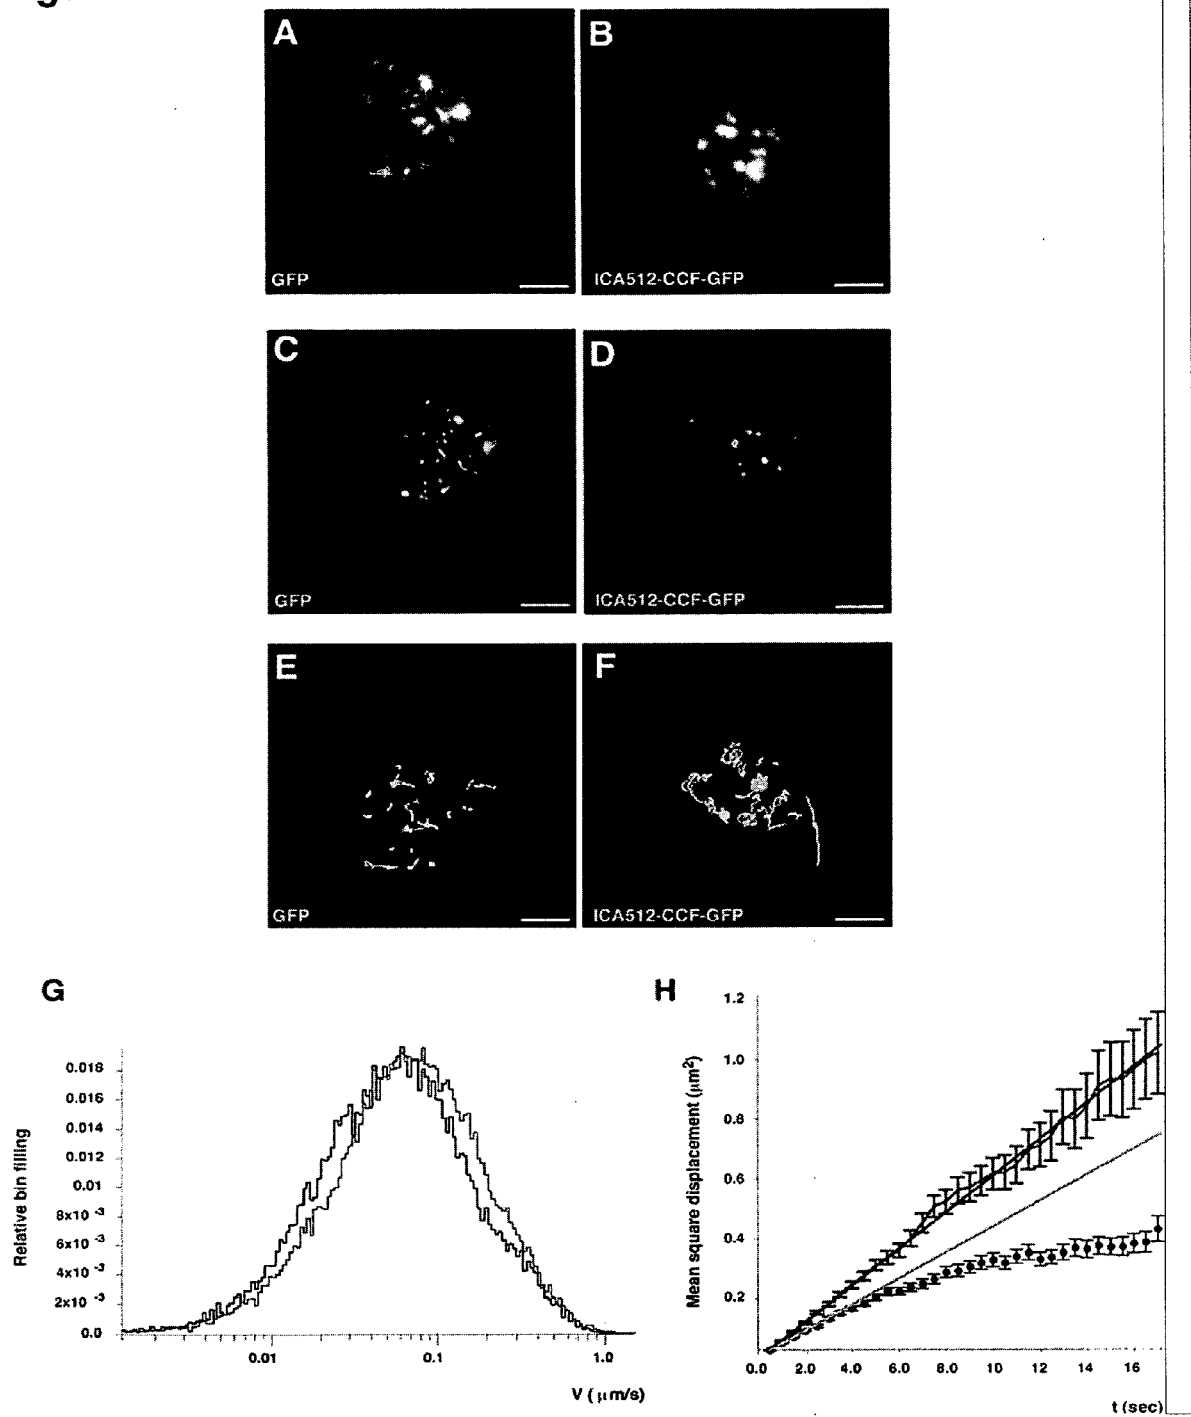 A
B
GFP
ICA512-CCF-GFP
C
D
GFP
ICA512-CCF-GFP
E
F
GFP
ICA512-CCF-GFP
G
Relative bin filling
0.018
0.016
0.014
0.012
0.01
8x10 -3
6x10 -3
4x10 -3
2x10 -3
0.0
0.01
0.1
1.0
V (μm/s)
H
Mean square displacement (μm²)
1.2
1.0
0.8
0.6
0.4
0.2
0.0
2.0
4.0
6.0
8.0
10
12
14
16
t (sec)